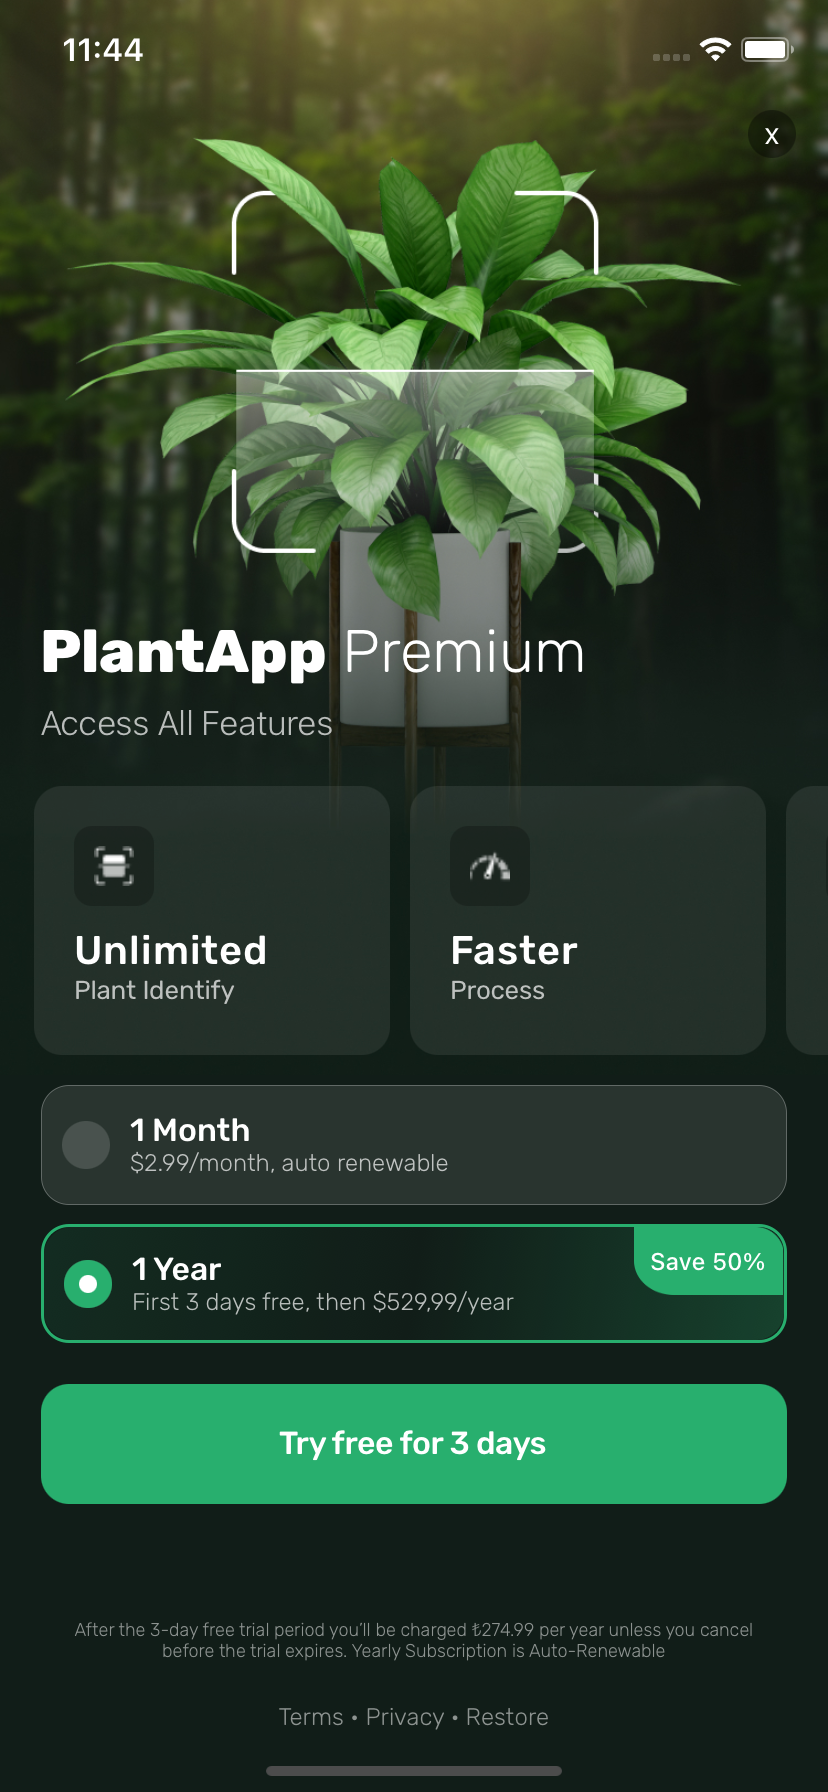 11:44
X
PlantApp Premium
Access All Features
Unlimited
Plant Identify
Faster
Process
1 Month
$2.99/month, auto renewable
1 Year
First 3 days free, then $529,99/year
Save 50%
Try free for 3 days
After the 3-day free trial period you'll be charged ₺274.99 per year unless you cancel
before the trial expires. Yearly Subscription is Auto-Renewable
Terms • Privacy • Restore